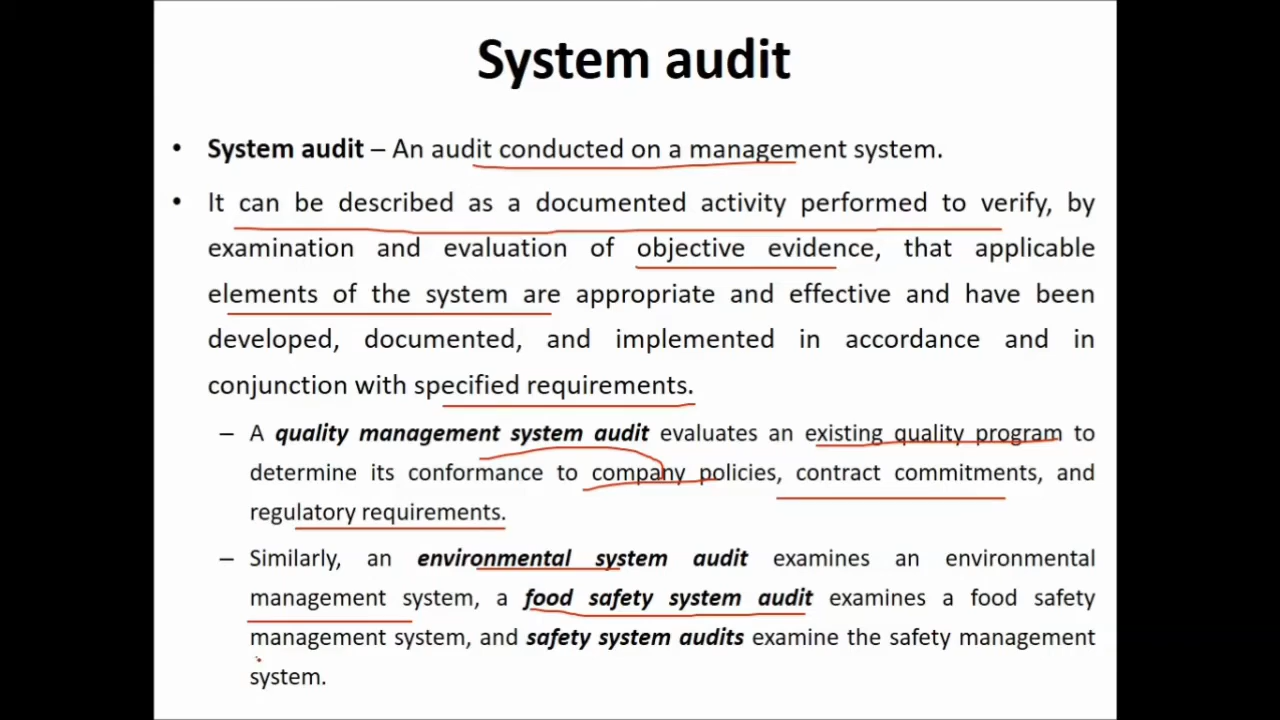 System audit
• System audit – An audit conducted on a management system.
• It can be described as a documented activity performed to verify, by
examination and evaluation of objective evidence, that applicable
elements of the system are appropriate and effective and have been
developed, documented, and implemented in accordance and in
conjunction with specified requirements.
– A quality management system audit evaluates an existing quality program to
determine its conformance to company policies, contract commitments, and
regulatory requirements.
– Similarly, an environmental system audit examines an environmental
management system, a food safety system audit examines a food safety
management system, and safety system audits examine the safety management
system.